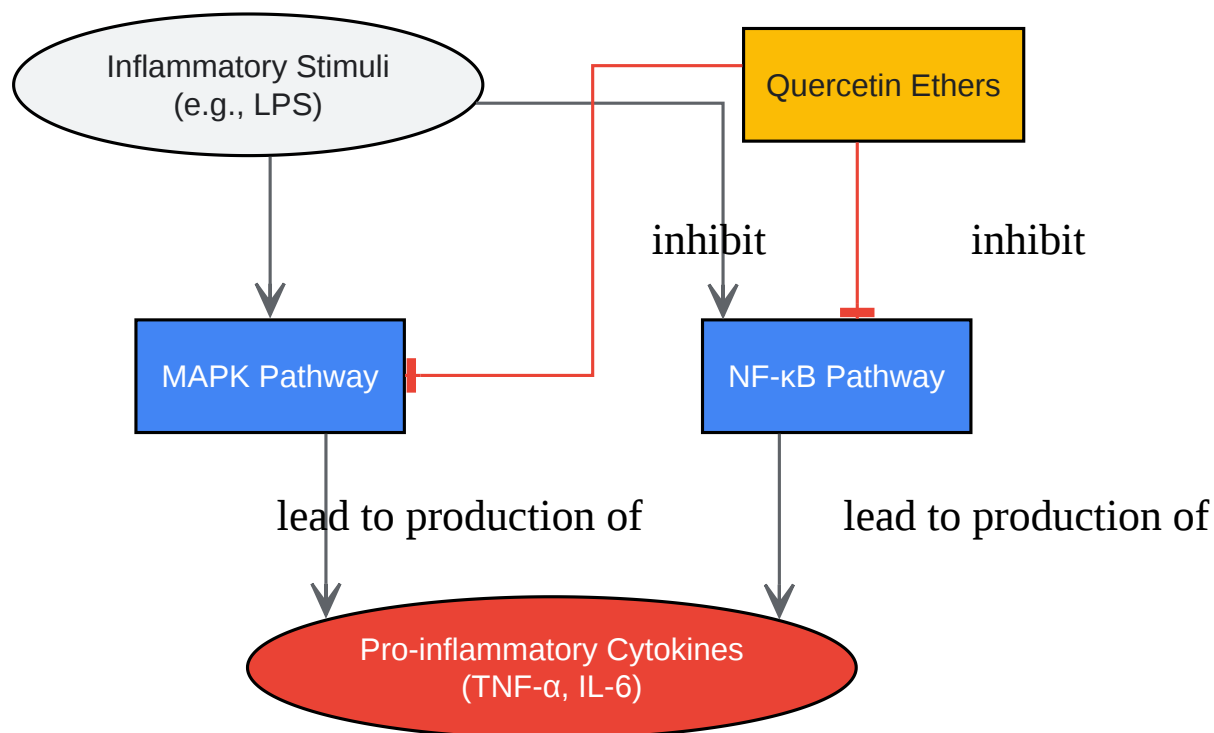 Inflammatory Stimuli
(e.g., LPS)
Quercetin Ethers
inhibit
inhibit
MAPK Pathway
NF-κB Pathway
lead to production of
lead to production of
Pro-inflammatory Cytokines
(TNF-α, IL-6)